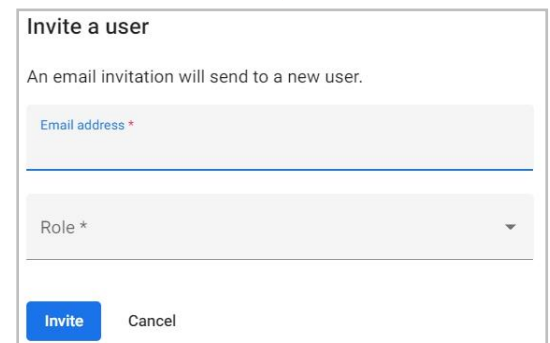 Invite a user
An email invitation will send to a new user.
Email address *
Role *
Invite Cancel